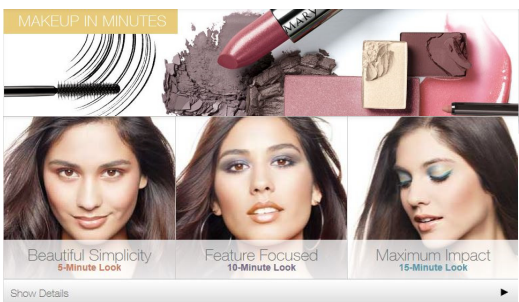 MAKEUP IN MINUTES
MARY
Beautiful Simplicity
5-Minute Look
Feature Focused
10-Minute Look
Maximum Impact
15-Minute Look
Show Details